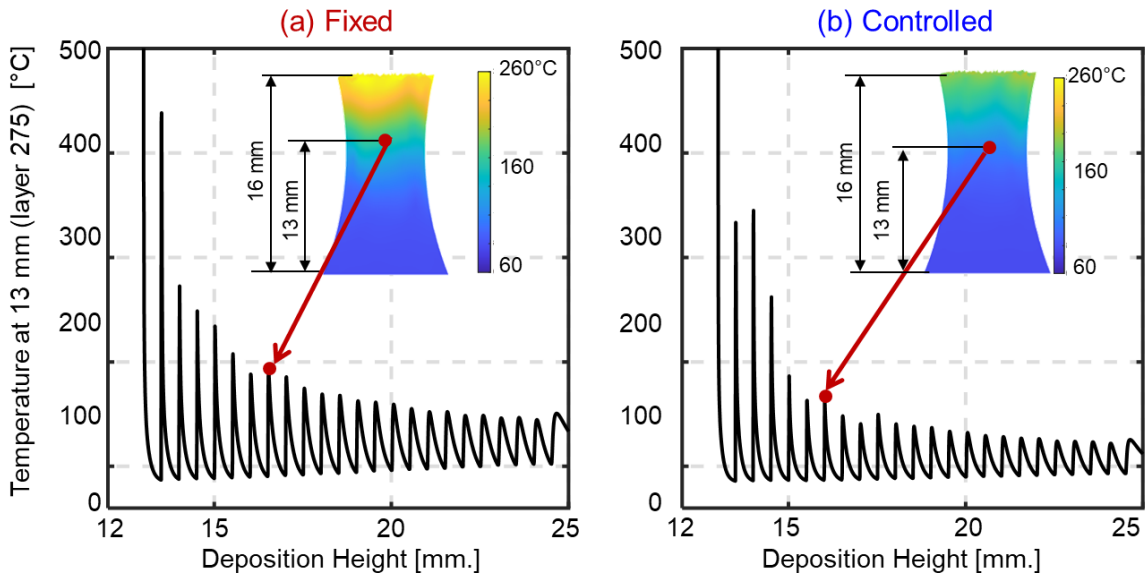 (a) Fixed
(b) Controlled
Temperature at 13 mm (layer 275) [°C]
500
400
300
200
100
0
12
15
20
25
Deposition Height [mm.]
16 mm
13 mm
260°C
160
60
500
400
300
200
100
0
12
20
25
Deposition Height [mm.]
16 mm
13 mm
260°C
160
60
15